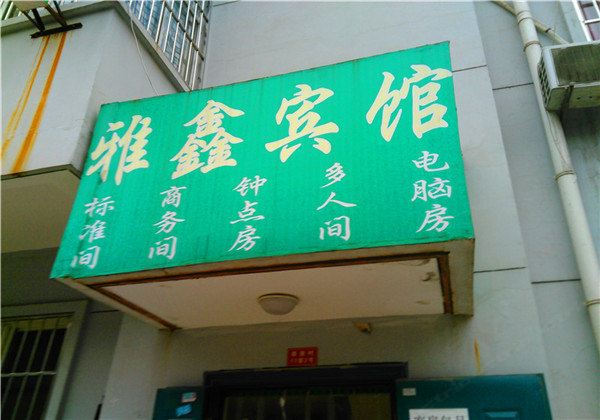 雅鑫宾馆
标准间
商务间
钟点房
多人间
电脑房